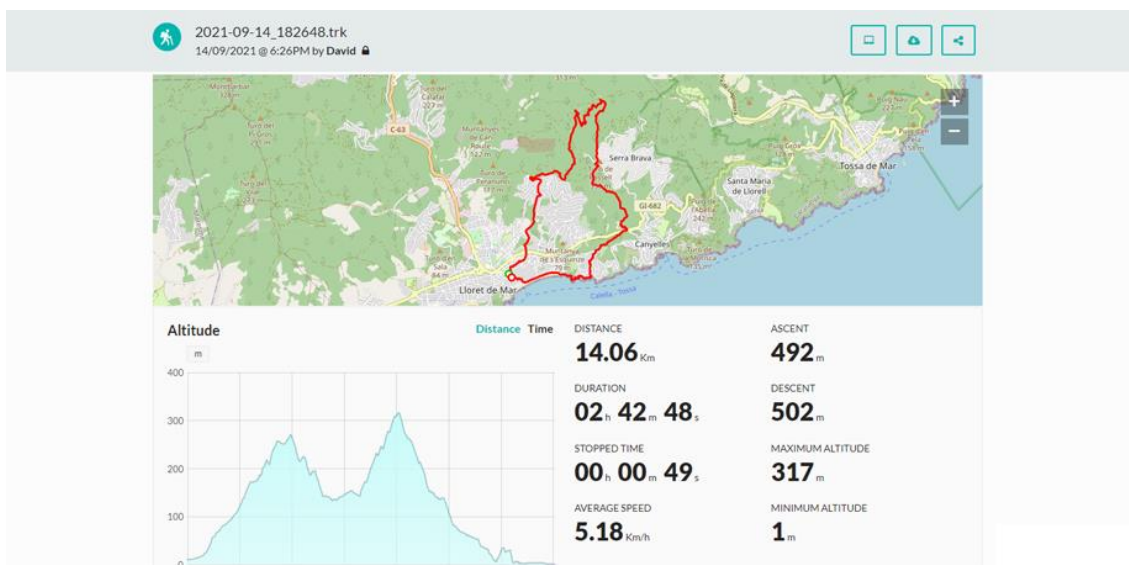 2021-09-14_182648.trk
14/09/2021 @ 6:26PM by David
C-63
Serra Brava
Tossa de Mar
Santa Maria
de Llorell
GI-682
Canyelles
Lloret de Mar
Calella - Tossa
+
−
Altitude
Distance Time
m
400
300
200
100
0
DISTANCE
14.06 Km
ASCENT
492 m
DURATION
02 h 42 m 48 s
DESCENT
502 m
STOPPED TIME
00 h 00 m 49 s
MAXIMUM ALTITUDE
317 m
AVERAGE SPEED
5.18 Km/h
MINIMUM ALTITUDE
1 m